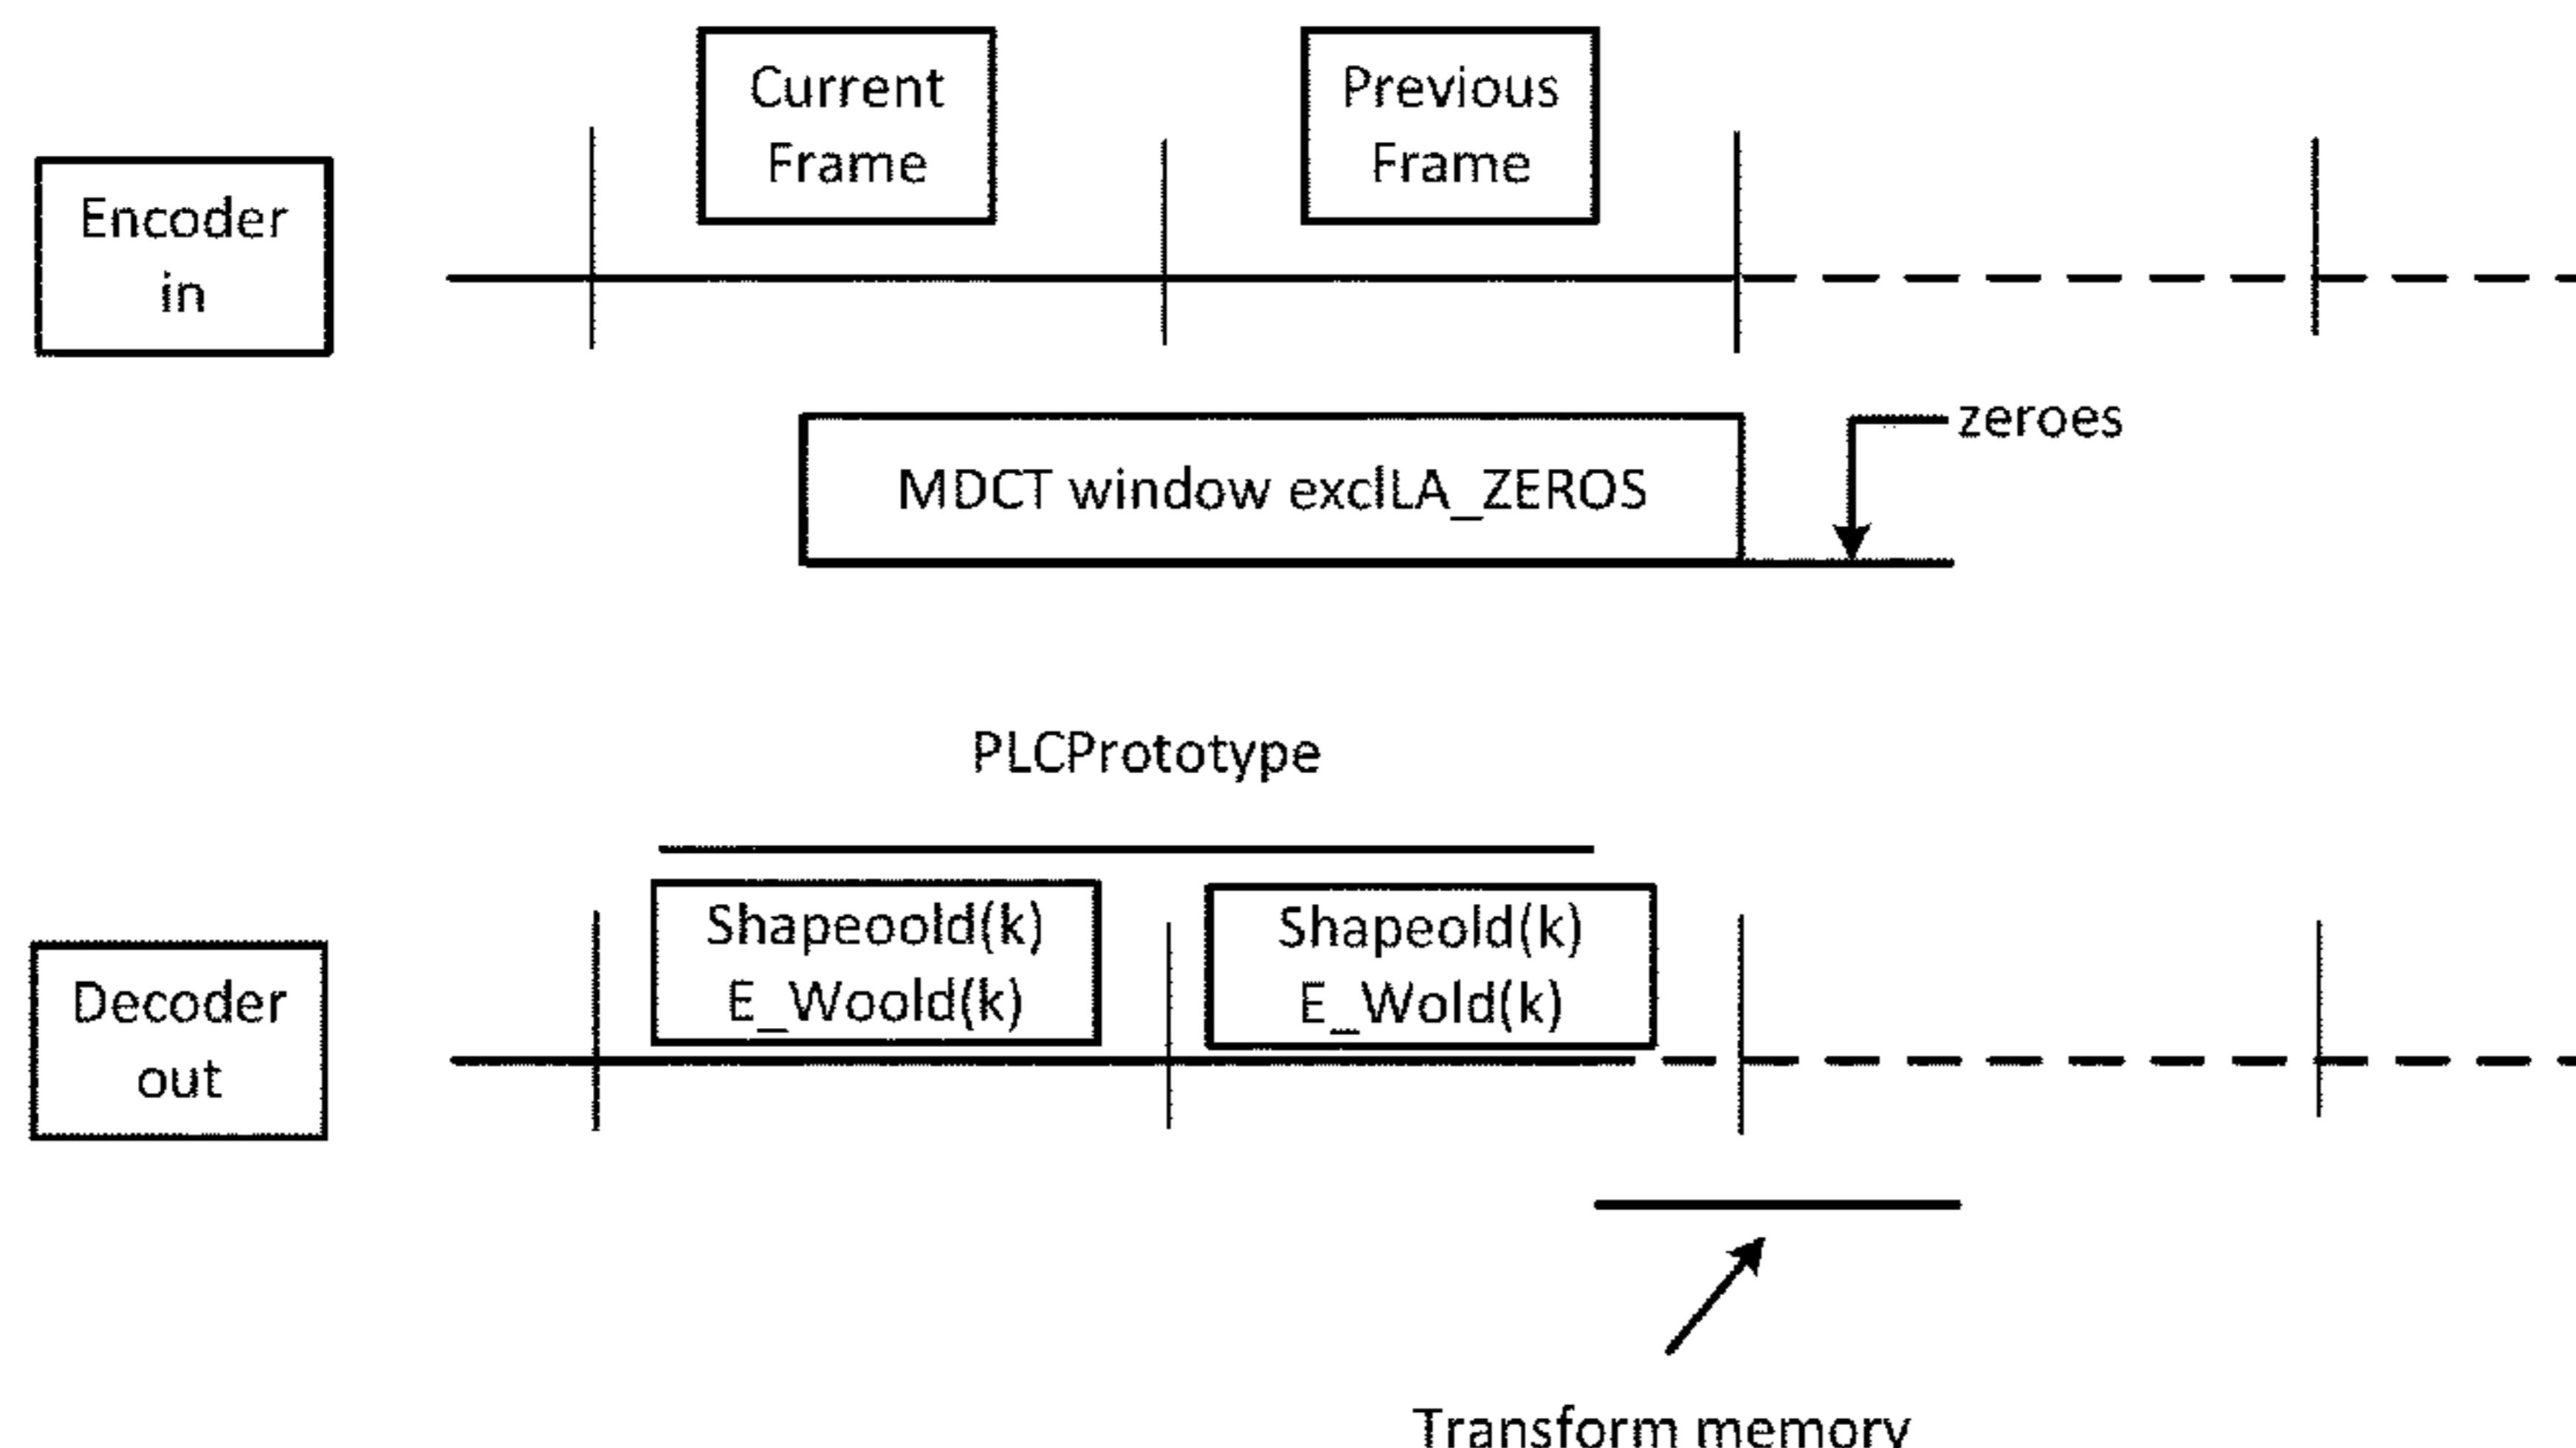 Current
Frame
Previous
Frame
Encoder
in
zeroes
MDCT window exclLA_ZEROS
PLCPrototype
Shapeoold(k)
E_Woold(k)
Shapeold(k)
E_Wold(k)
Decoder
out
Transform memory